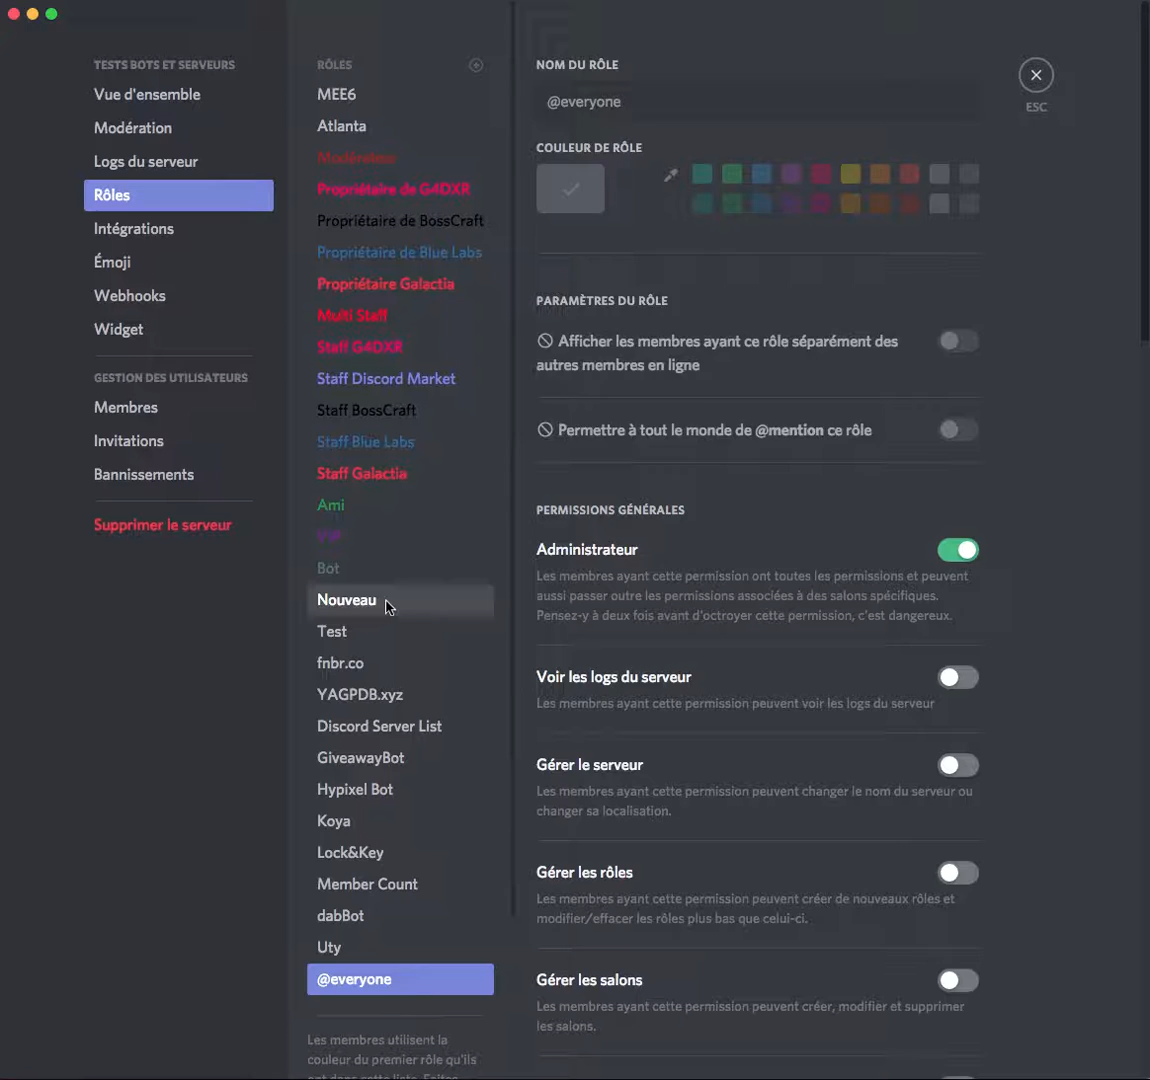 TESTS BOTS ET SERVEURS
Vue d'ensemble
Modération
Logs du serveur
Rôles
Intégrations
Émoji
Webhooks
Widget
GESTION DES UTILISATEURS
Membres
Invitations
Bannissements
Supprimer le serveur
RÔLES
MEE6
Atlanta
Modérateur
Propriétaire de G4DXR
Propriétaire de BossCraft
Propriétaire de Blue Labs
Propriétaire Galactia
Multi Staff
Staff G4DXR
Staff Discord Market
Staff BossCraft
Staff Blue Labs
Staff Galactia
Ami
VIP
Bot
Nouveau
Test
fnbr.co
YAGPDB.xyz
Discord Server List
GiveawayBot
Hypixel Bot
Koya
Lock&Key
Member Count
dabBot
Uty
@everyone
Les membres utilisent la
couleur du premier rôle qu'ils
ont dans cette liste. Faites
NOM DU RÔLE
@everyone
COULEUR DE RÔLE
PARAMÈTRES DU RÔLE
Afficher les membres ayant ce rôle séparément des
autres membres en ligne
Permettre à tout le monde de @mention ce rôle
PERMISSIONS GÉNÉRALES
Administrateur
Les membres ayant cette permission ont toutes les permissions et peuvent
aussi passer outre les permissions associées à des salons spécifiques.
Pensez-y à deux fois avant d'octroyer cette permission, c'est dangereux.
Voir les logs du serveur
Les membres ayant cette permission peuvent voir les logs du serveur
Gérer le serveur
Les membres ayant cette permission peuvent changer le nom du serveur ou
changer sa localisation.
Gérer les rôles
Les membres ayant cette permission peuvent créer de nouveaux rôles et
modifier/effacer les rôles plus bas que celui-ci.
Gérer les salons
Les membres ayant cette permission peuvent créer, modifier et supprimer
les salons.
ESC